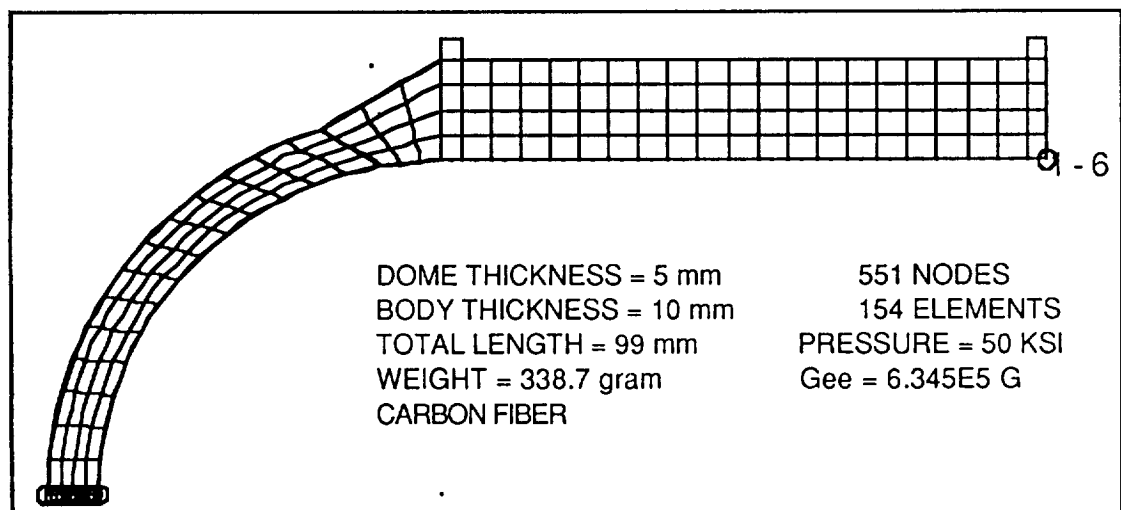 1 - 6
DOME THICKNESS = 5 mm 551 NODES
BODY THICKNESS = 10 mm 154 ELEMENTS
TOTAL LENGTH = 99 mm PRESSURE = 50 KSI
WEIGHT = 338.7 gram Gee = 6.345E5 G
CARBON FIBER